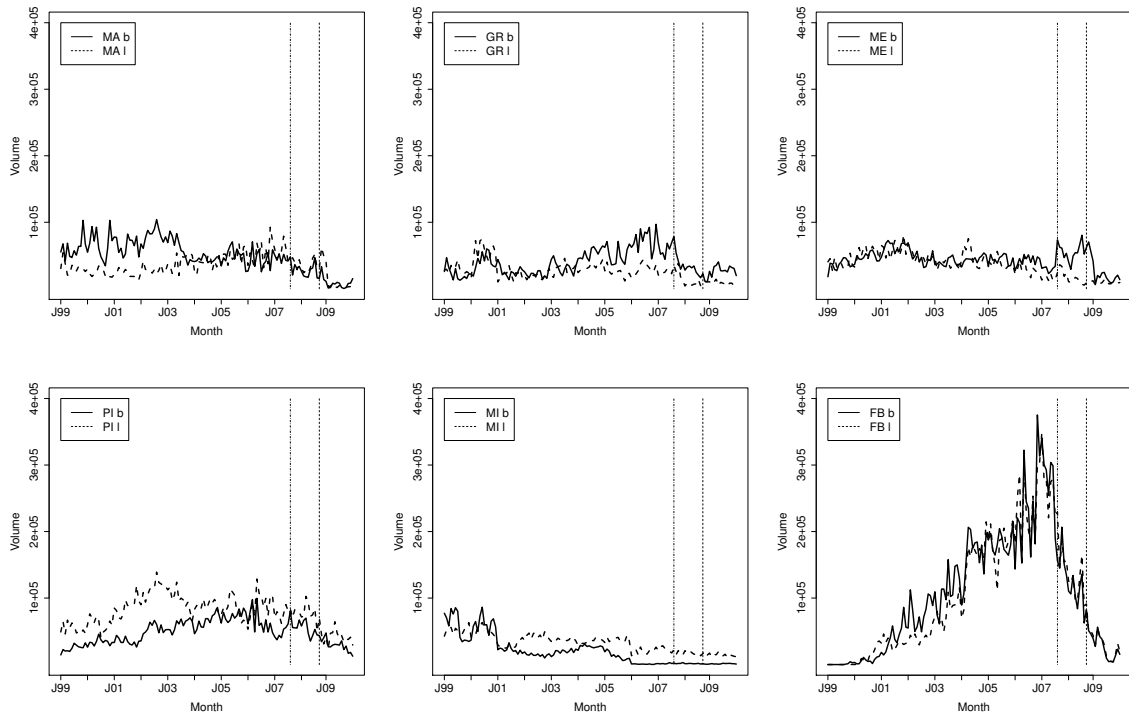 MA b
MA l
Volume
1e+05
2e+05
3e+05
4e+05
J99
J01
J03
J05
J07
J09
Month
GR b
GR l
Volume
1e+05
2e+05
3e+05
4e+05
J99
J01
J03
J05
J07
J09
Month
ME b
ME l
Volume
1e+05
2e+05
3e+05
4e+05
J99
J01
J03
J05
J07
J09
Month
PI b
PI l
Volume
1e+05
2e+05
3e+05
4e+05
J99
J01
J03
J05
J07
J09
Month
MI b
MI l
Volume
1e+05
2e+05
3e+05
4e+05
J99
J01
J03
J05
J07
J09
Month
FB b
FB l
Volume
1e+05
2e+05
3e+05
4e+05
J99
J01
J03
J05
J07
J09
Month